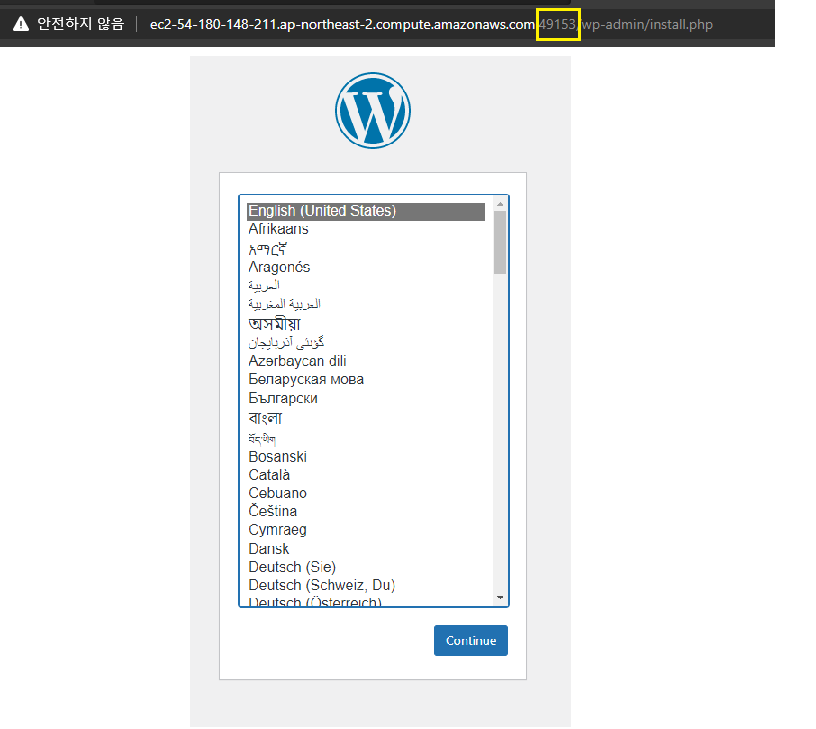 안전하지 않음 ec2-54-180-148-211.ap-northeast-2.compute.amazonaws.com:49153/wp-admin/install.php
English (United States)
Afrikaans
አማርኛ
Aragonés
العربية
العربية المغربية
অসমীয়া
گؤنئی آذربایجان
Azərbaycan dili
Беларуская мова
Български
বাংলা
བོད་ཡིག
Bosanski
Català
Cebuano
Čeština
Cymraeg
Dansk
Deutsch (Sie)
Deutsch (Schweiz, Du)
Deutsch (Österreich)
Continue